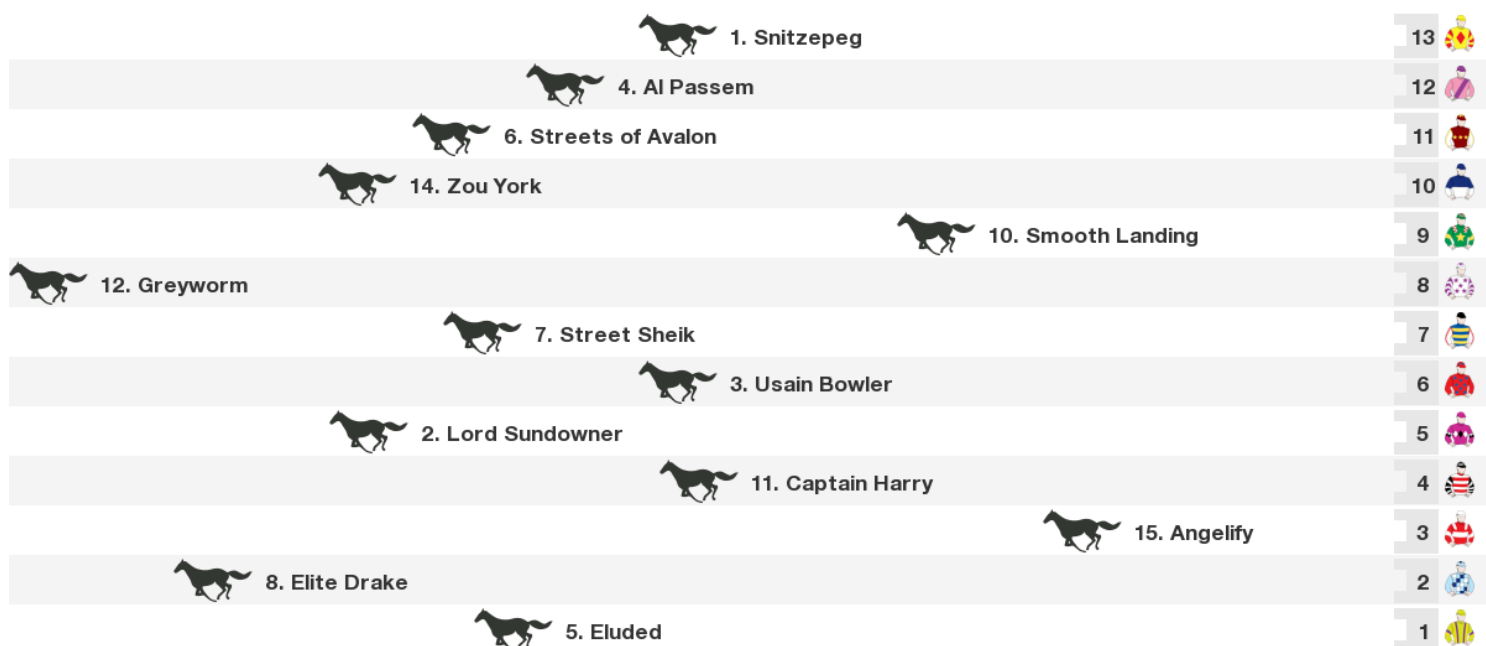 1. Snitzepeg 13
4. Al Passem 12
6. Streets of Avalon 11
14. Zou York 10
10. Smooth Landing 9
12. Greyworm 8
7. Street Sheik 7
3. Usain Bowler 6
2. Lord Sundowner 5
11. Captain Harry 4
15. Angelify 3
8. Elite Drake 2
5. Eluded 1